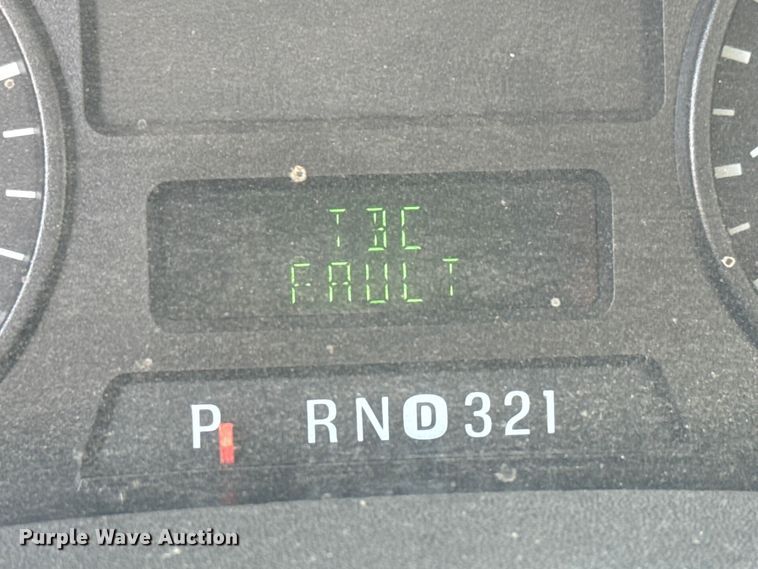 TBC
FAULT
P RND321
Purple Wave Auction